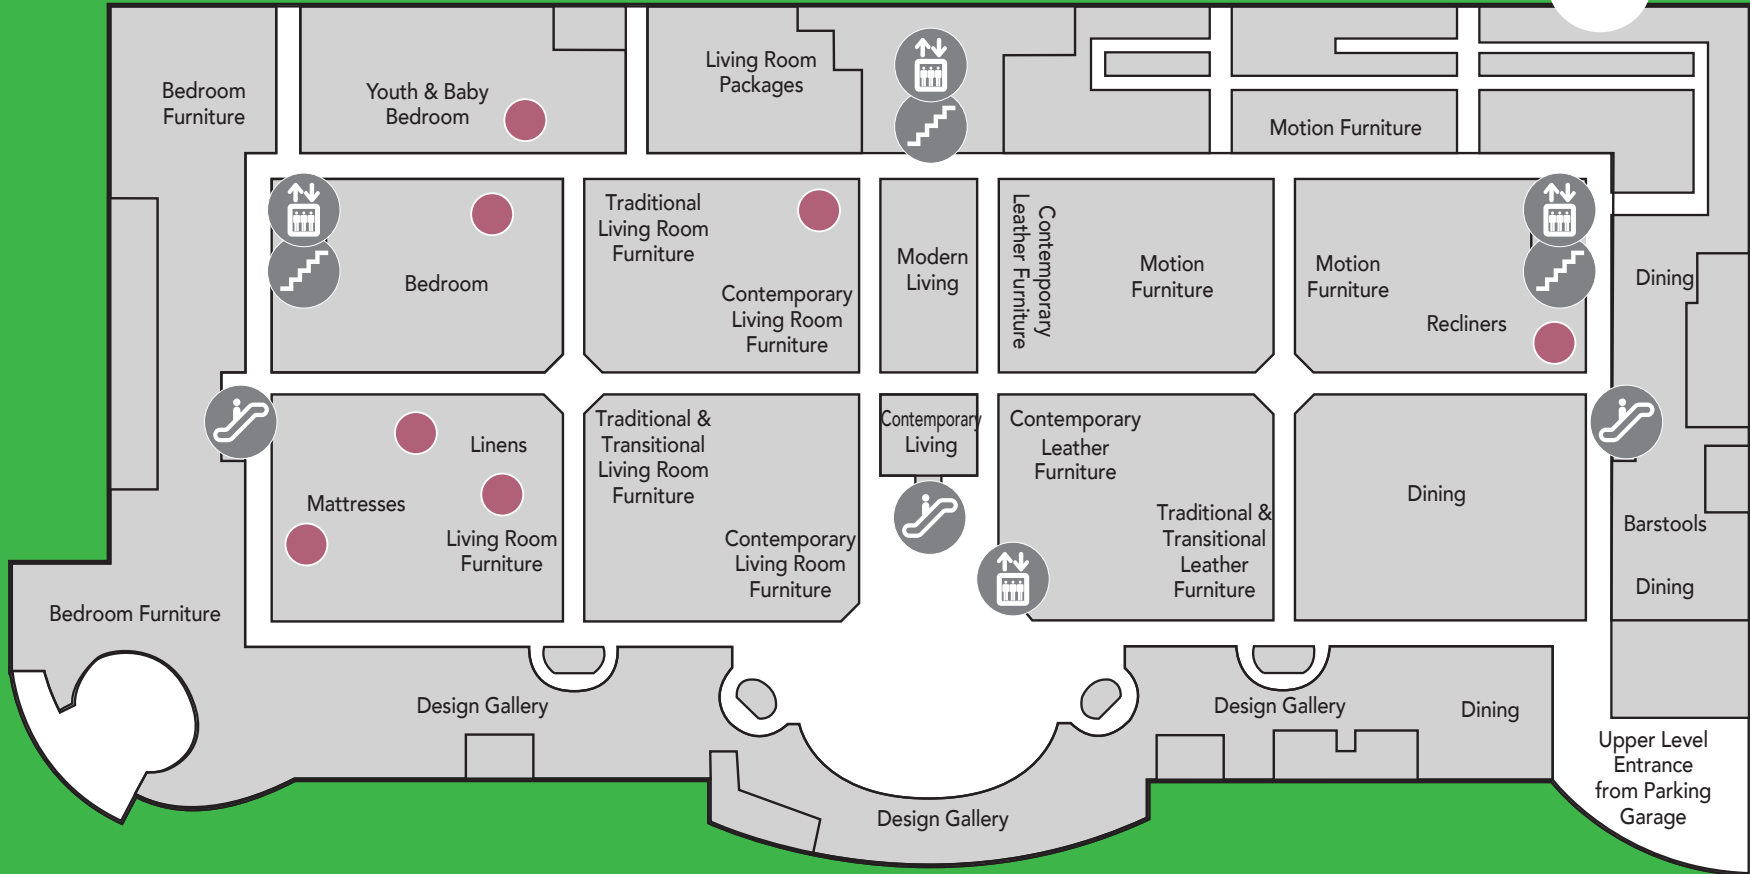 Bedroom
Furniture
Youth & Baby
Bedroom
Living Room
Packages
Motion Furniture
Bedroom
Traditional
Living Room
Furniture
Contemporary
Living Room
Furniture
Modern
Living
Contemporary
Leather Furniture
Motion
Furniture
Motion
Furniture
Recliners
Dining
Linens
Mattresses
Living Room
Furniture
Traditional &
Transitional
Living Room
Furniture
Contemporary
Living Room
Furniture
Contemporary
Living
Contemporary
Leather
Furniture
Traditional &
Transitional
Leather
Furniture
Dining
Barstools
Dining
Bedroom Furniture
Design Gallery
Design Gallery
Design Gallery
Dining
Upper Level
Entrance
from Parking
Garage